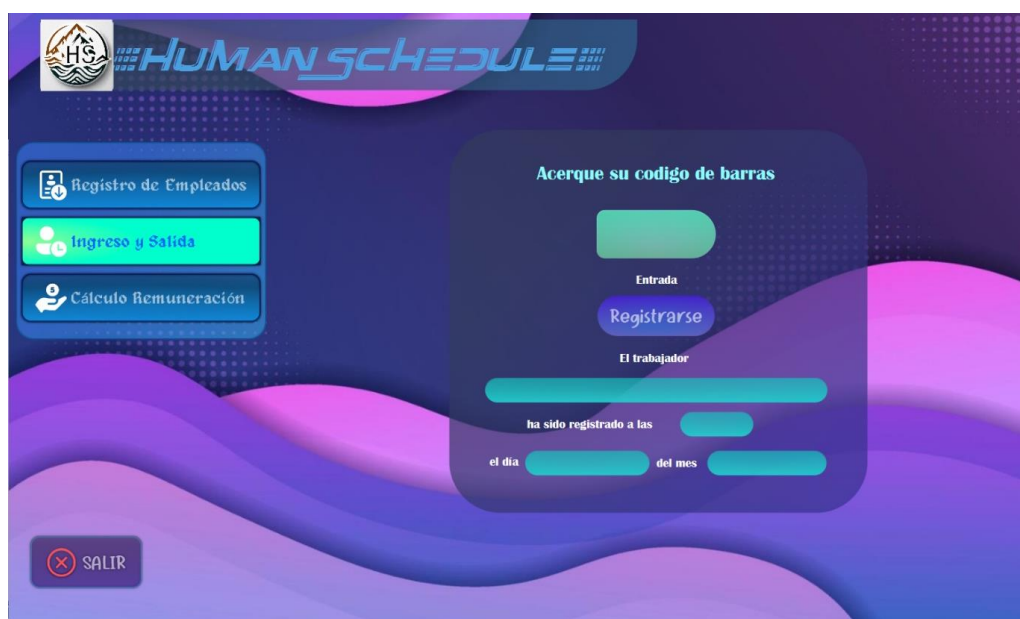 HS
HUMAN SCHEDULE
Registro de Empleados
Ingreso y Salida
Cálculo Remuneración
Acerque su codigo de barras
Entrada
Registrarse
El trabajador
ha sido registrado a las
el día del mes
SALIR